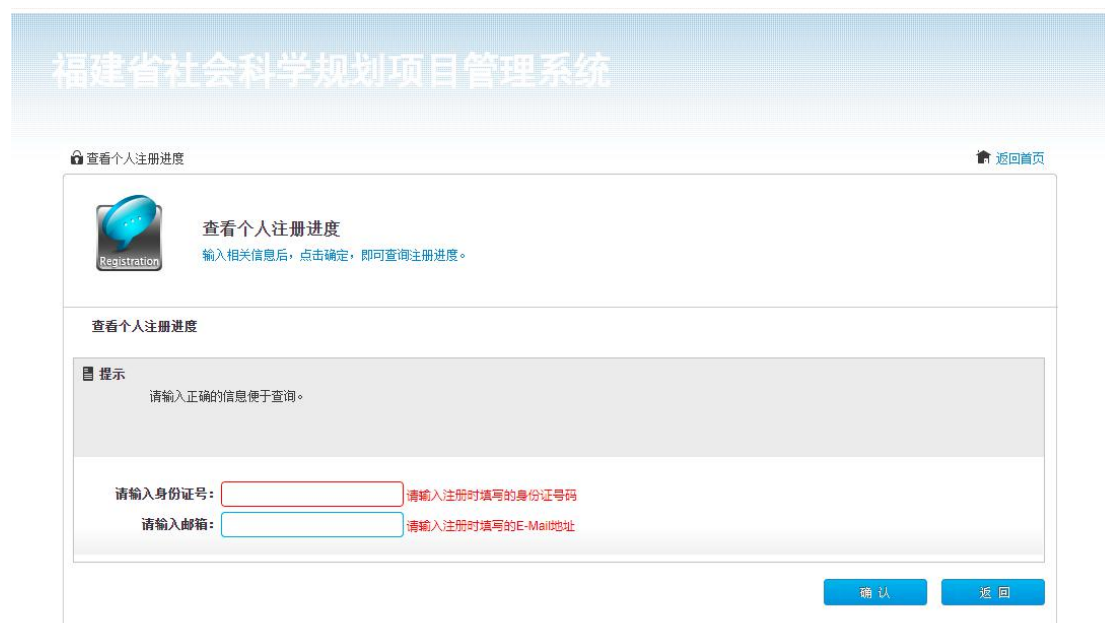 福建省社会科学规划项目管理系统
查看个人注册进度
返回首页
Registration
查看个人注册进度
输入相关信息后，点击确定，即可查询注册进度。
查看个人注册进度
提示
请输入正确的信息便于查询。
请输入身份证号：
请输入注册时填写的身份证号码
请输入邮箱：
请输入注册时填写的E-Mail地址
确 认
返 回